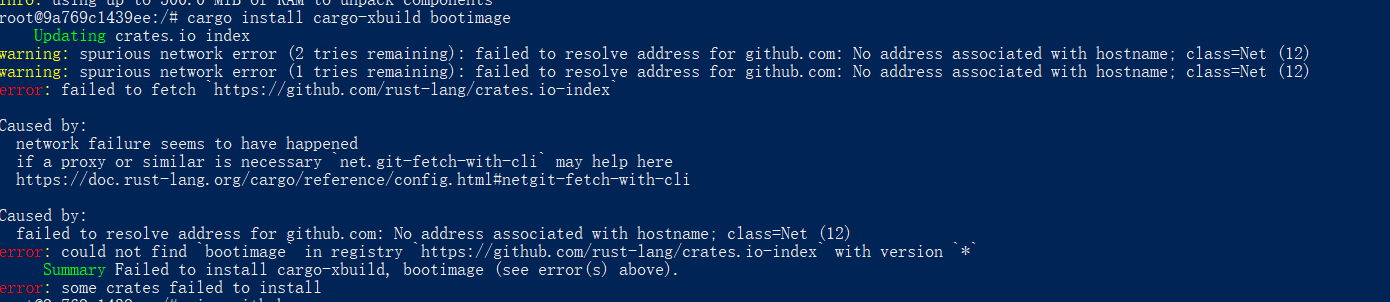 info: using up to 500.0 MiB of RAM to unpack components
root@9a769c1439ee:/# cargo install cargo-xbuild bootimage
    Updating crates.io index
warning: spurious network error (2 tries remaining): failed to resolve address for github.com: No address associated with hostname; class=Net (12)
warning: spurious network error (1 tries remaining): failed to resolve address for github.com: No address associated with hostname; class=Net (12)
error: failed to fetch `https://github.com/rust-lang/crates.io-index`

Caused by:
  network failure seems to have happened
  if a proxy or similar is necessary `net.git-fetch-with-cli` may help here
  https://doc.rust-lang.org/cargo/reference/config.html#netgit-fetch-with-cli

Caused by:
  failed to resolve address for github.com: No address associated with hostname; class=Net (12)
error: could not find `bootimage` in registry `https://github.com/rust-lang/crates.io-index` with version `*`
     Summary Failed to install cargo-xbuild, bootimage (see error(s) above).
error: some crates failed to install